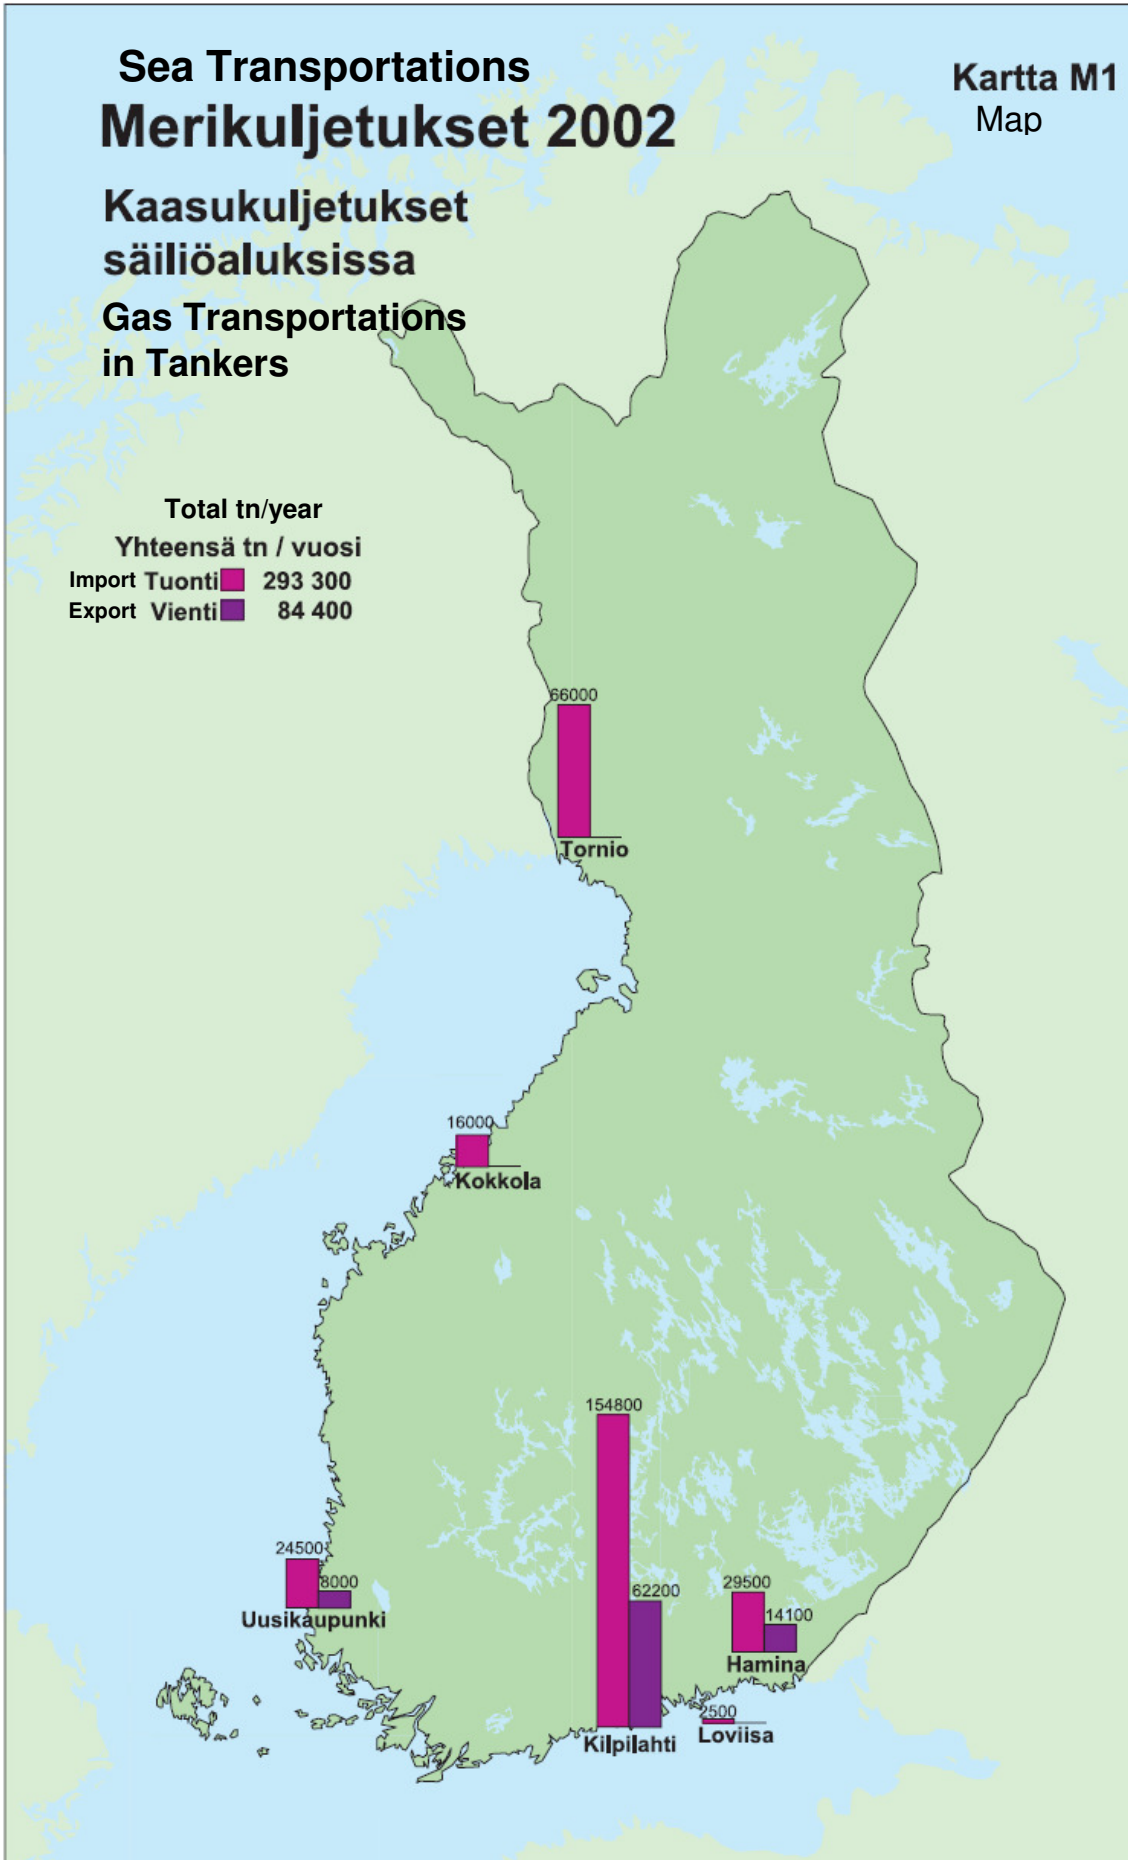 Sea Transportations
Merikuljetukset 2002
Kartta M1
Map
Kaasukuljetukset
säiliöaluksissa
Gas Transportations
in Tankers
Total tn/year
Yhteensä tn / vuosi
Import Tuonti 293 300
Export Vienti 84 400
66000
Tornio
16000
Kokkola
154800
62200
Kilpilahti
24500
8000
Uusikaupunki
29500
14100
Hamina
2500
Loviisa